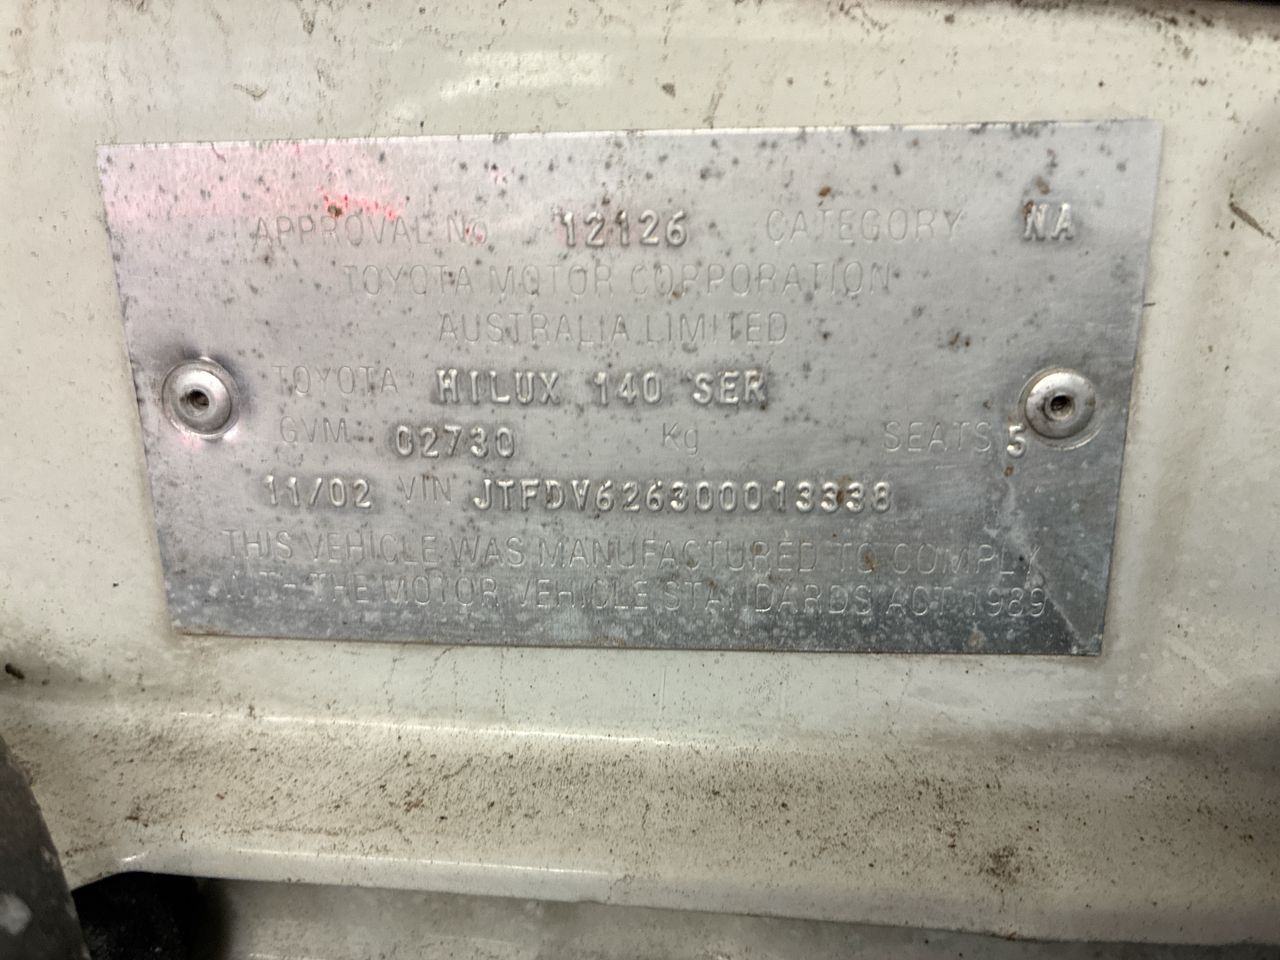 APPROVAL No 12126 CATEGORY NA
TOYOTA MOTOR CORPORATION
AUSTRALIA LIMITED
TOYOTA HILUX 140 SER
GVM 02730 Kg SEATS 5
11/02 VIN JTFDV626300013338
THIS VEHICLE WAS MANUFACTURED TO COMPLY
WITH THE MOTOR VEHICLE STANDARDS ACT 1989